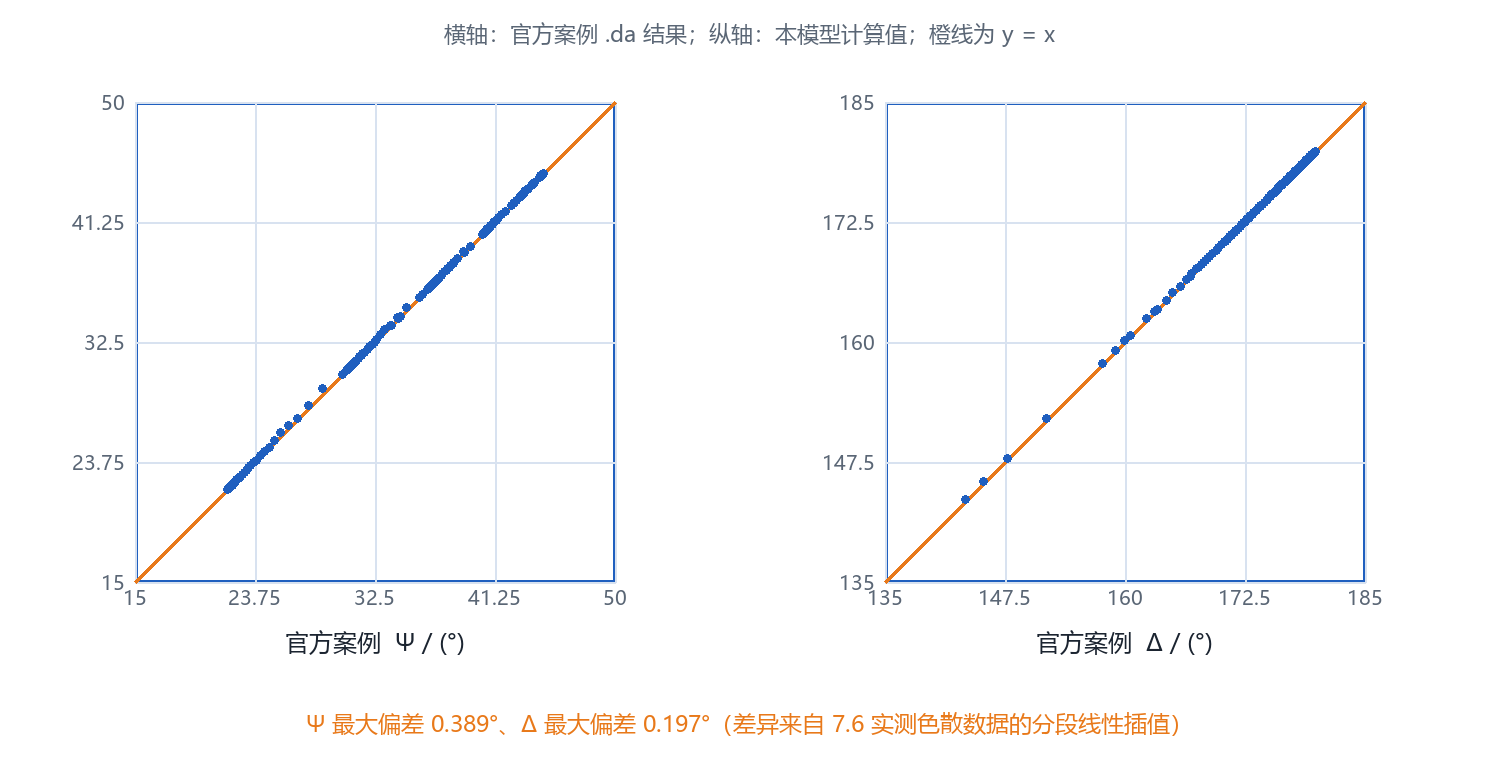 横轴：官方案例 .da 结果；纵轴：本模型计算值；橙线为 y = x
50
41.25
32.5
23.75
15
15 23.75 32.5 41.25 50
官方案例 Ψ / (°)
185
172.5
160
147.5
135
135 147.5 160 172.5 185
官方案例 Δ / (°)
Ψ 最大偏差 0.389°、Δ 最大偏差 0.197°（差异来自 7.6 实测色散数据的分段线性插值）